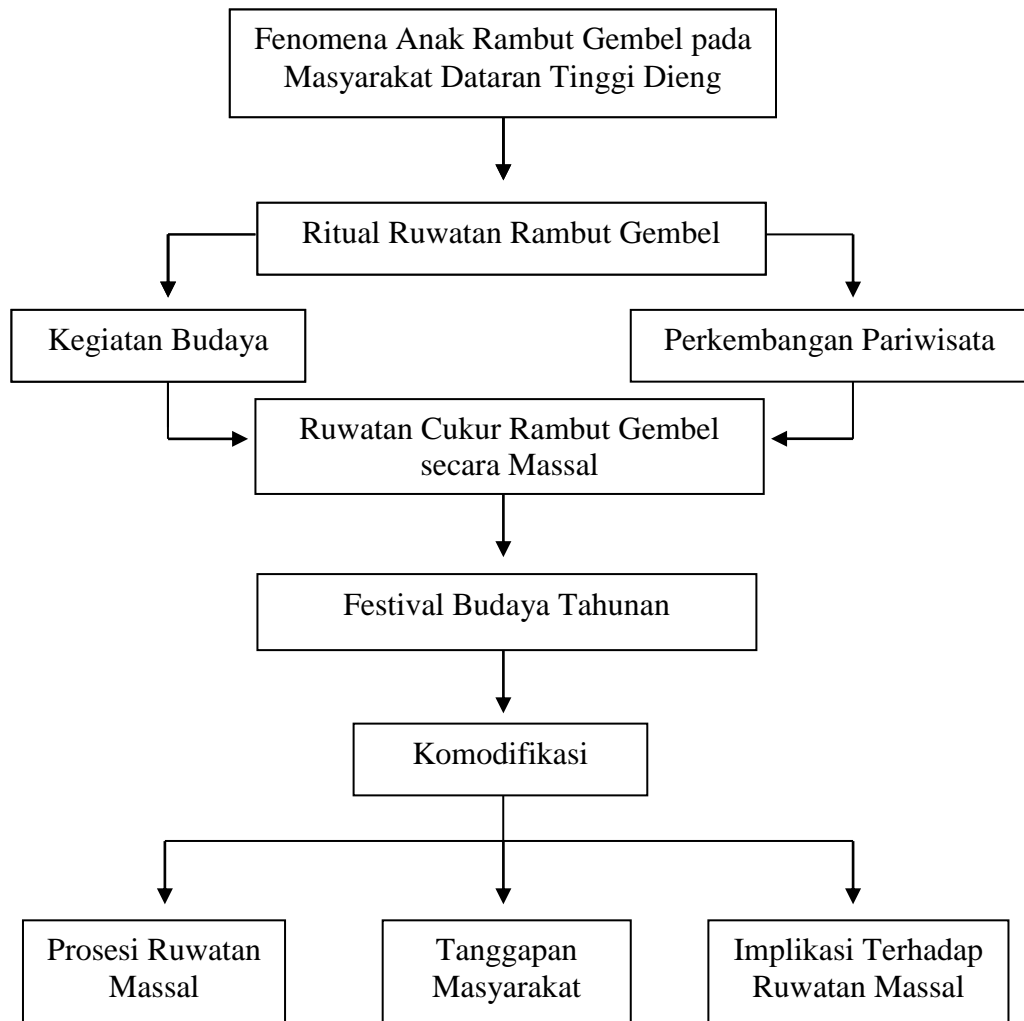 Fenomena Anak Rambut Gembel pada
Masyarakat Dataran Tinggi Dieng
Ritual Ruwatan Rambut Gembel
Kegiatan Budaya
Perkembangan Pariwisata
Ruwatan Cukur Rambut Gembel
secara Massal
Festival Budaya Tahunan
Komodifikasi
Prosesi Ruwatan
Massal
Tanggapan
Masyarakat
Implikasi Terhadap
Ruwatan Massal